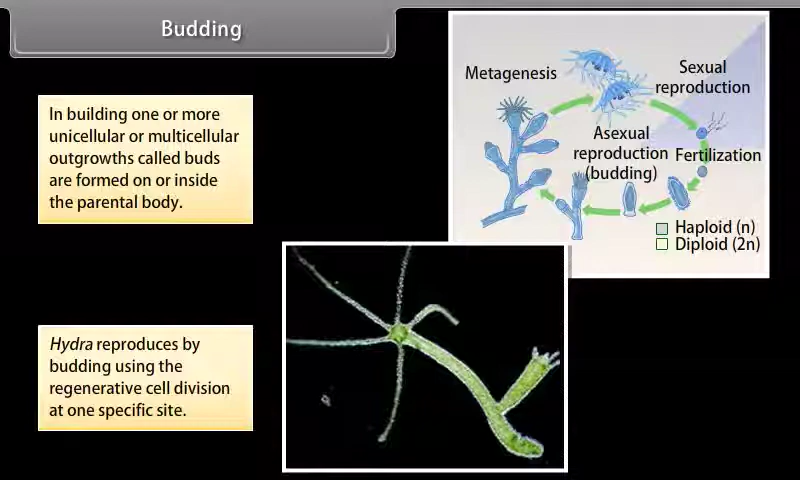 Budding
In building one or more
unicellular or multicellular
outgrowths called buds
are formed on or inside
the parental body.
Metagenesis
Sexual
reproduction
Asexual
reproduction
(budding)
Fertilization
Haploid (n)
Diploid (2n)
Hydra reproduces by
budding using the
regenerative cell division
at one specific site.